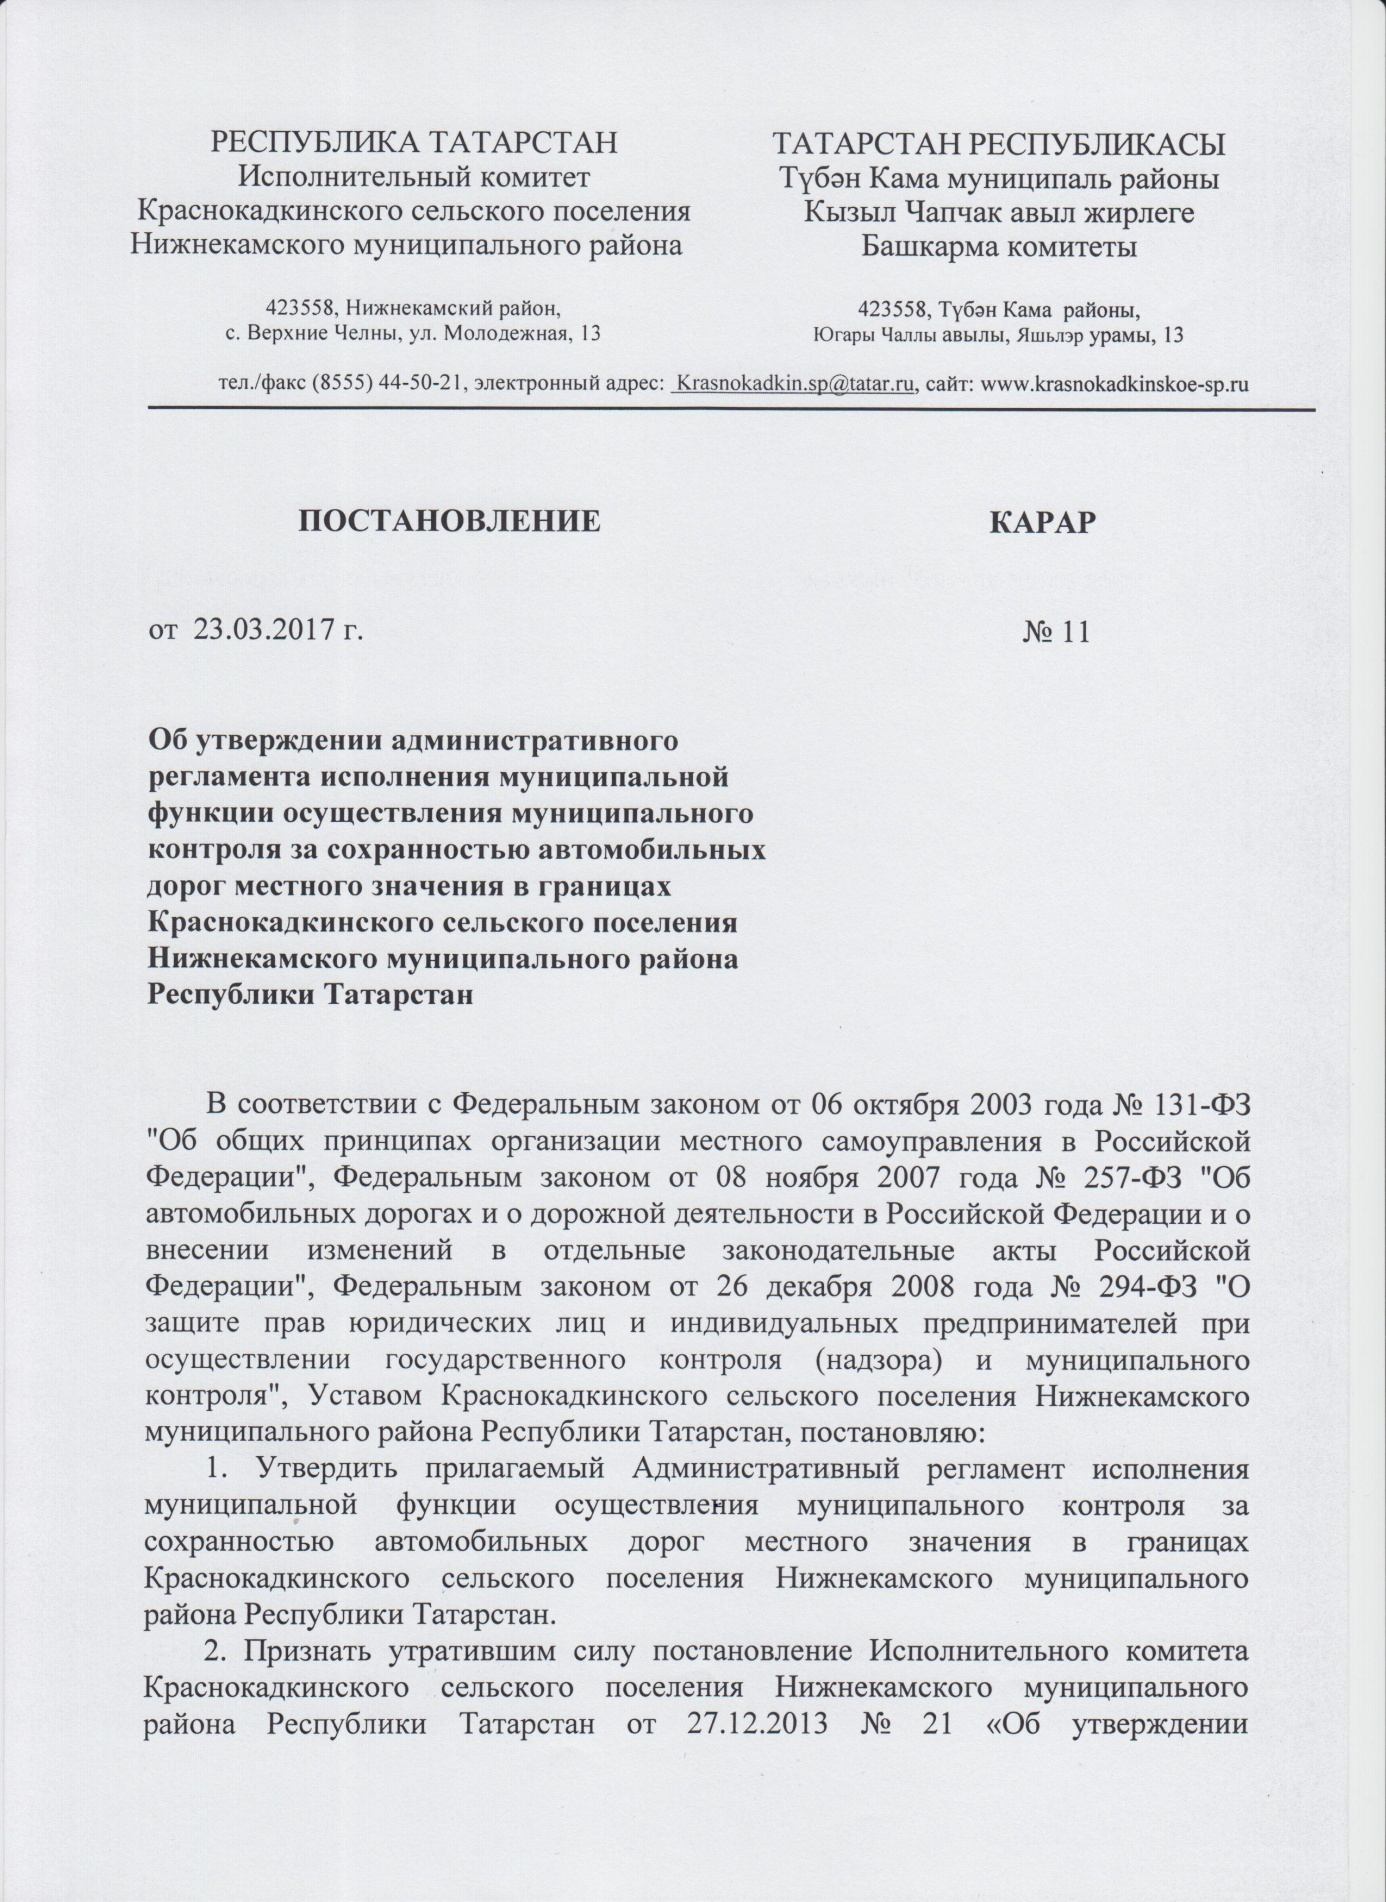 РЕСПУБЛИКА ТАТАРСТАН
Исполнительный комитет
Краснокадкинского сельского поселения
Нижнекамского муниципального района
423558, Нижнекамский район,
с. Верхние Челны, ул. Молодежная, 13
ТАТАРСТАН РЕСПУБЛИКАСЫ
Түбән Кама муниципаль районы
Кызыл Чапчак авыл жирлеге
Башкарма комитеты
423558, Түбән Кама районы,
Югары Чаллы авылы, Яшьлэр урамы, 13
тел./факс (8555) 44-50-21, электронный адрес: Krasnokadkin.sp@tatar.ru, сайт: www.krasnokadkinskoe-sp.ru
ПОСТАНОВЛЕНИЕ
КАРАР
от 23.03.2017 г.
№ 11
Об утверждении административного
регламента исполнения муниципальной
функции осуществления муниципального
контроля за сохранностью автомобильных
дорог местного значения в границах
Краснокадкинского сельского поселения
Нижнекамского муниципального района
Республики Татарстан
В соответствии с Федеральным законом от 06 октября 2003 года № 131-ФЗ
"Об общих принципах организации местного самоуправления в Российской
Федерации", Федеральным законом от 08 ноября 2007 года № 257-ФЗ "Об
автомобильных дорогах и о дорожной деятельности в Российской Федерации и о
внесении изменений в отдельные законодательные акты Российской
Федерации", Федеральным законом от 26 декабря 2008 года № 294-ФЗ "О
защите прав юридических лиц и индивидуальных предпринимателей при
осуществлении государственного контроля (надзора) и муниципального
контроля", Уставом Краснокадкинского сельского поселения Нижнекамского
муниципального района Республики Татарстан, постановляю:
1. Утвердить прилагаемый Административный регламент исполнения
муниципальной функции осуществления муниципального контроля за
сохранностью автомобильных дорог местного значения в границах
Краснокадкинского сельского поселения Нижнекамского муниципального
района Республики Татарстан.
2. Признать утратившим силу постановление Исполнительного комитета
Краснокадкинского сельского поселения Нижнекамского муниципального
района Республики Татарстан от 27.12.2013 № 21 «Об утверждении